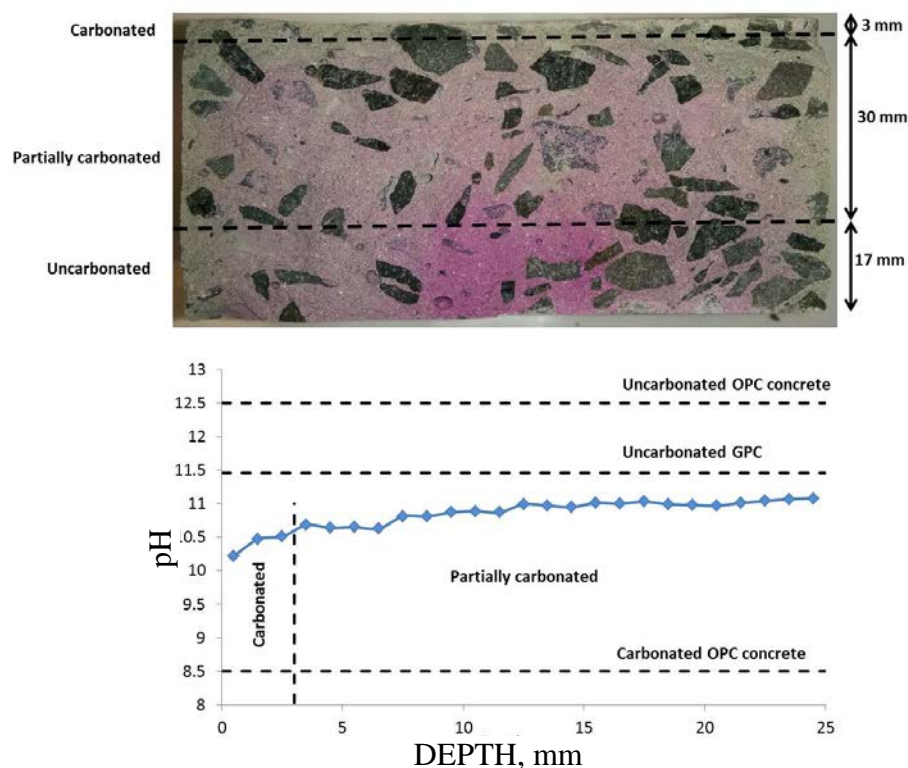 Carbonated
3 mm
Partially carbonated
30 mm
Uncarbonated
17 mm
13
12.5
12
11.5
11
10.5
10
9.5
9
8.5
8
pH
Uncarbonated OPC concrete
Uncarbonated GPC
Carbonated
Partially carbonated
Carbonated OPC concrete
0
5
10
15
20
25
DEPTH, mm